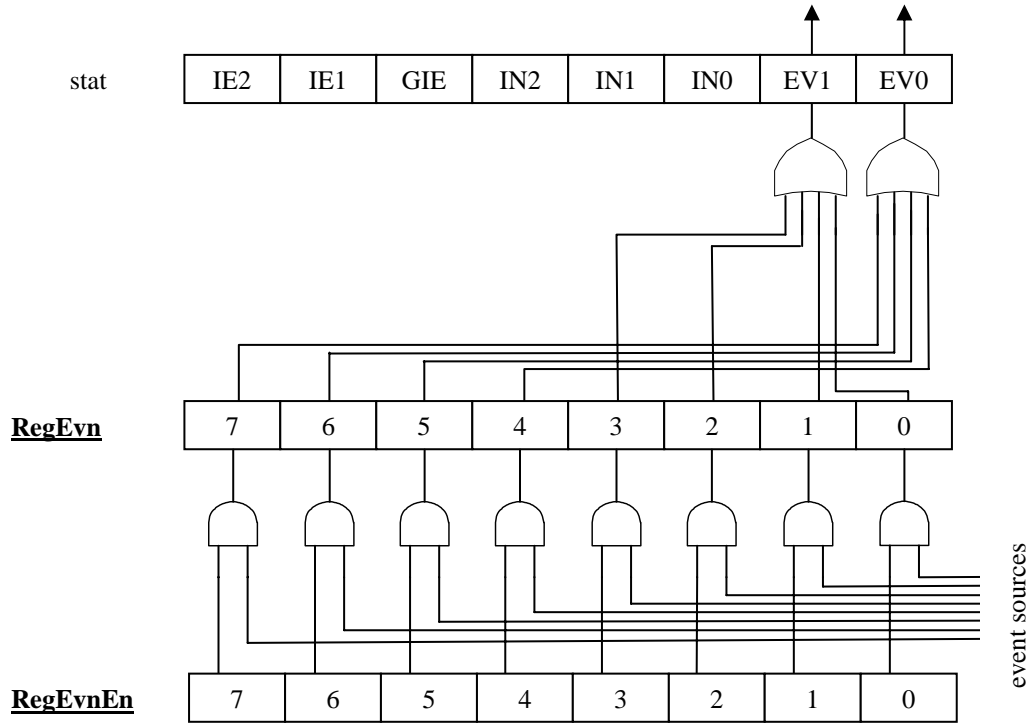 stat IE2 IE1 GIE IN2 IN1 IN0 EV1 EV0
RegEvn 7 6 5 4 3 2 1 0
event sources
RegEvnEn 7 6 5 4 3 2 1 0